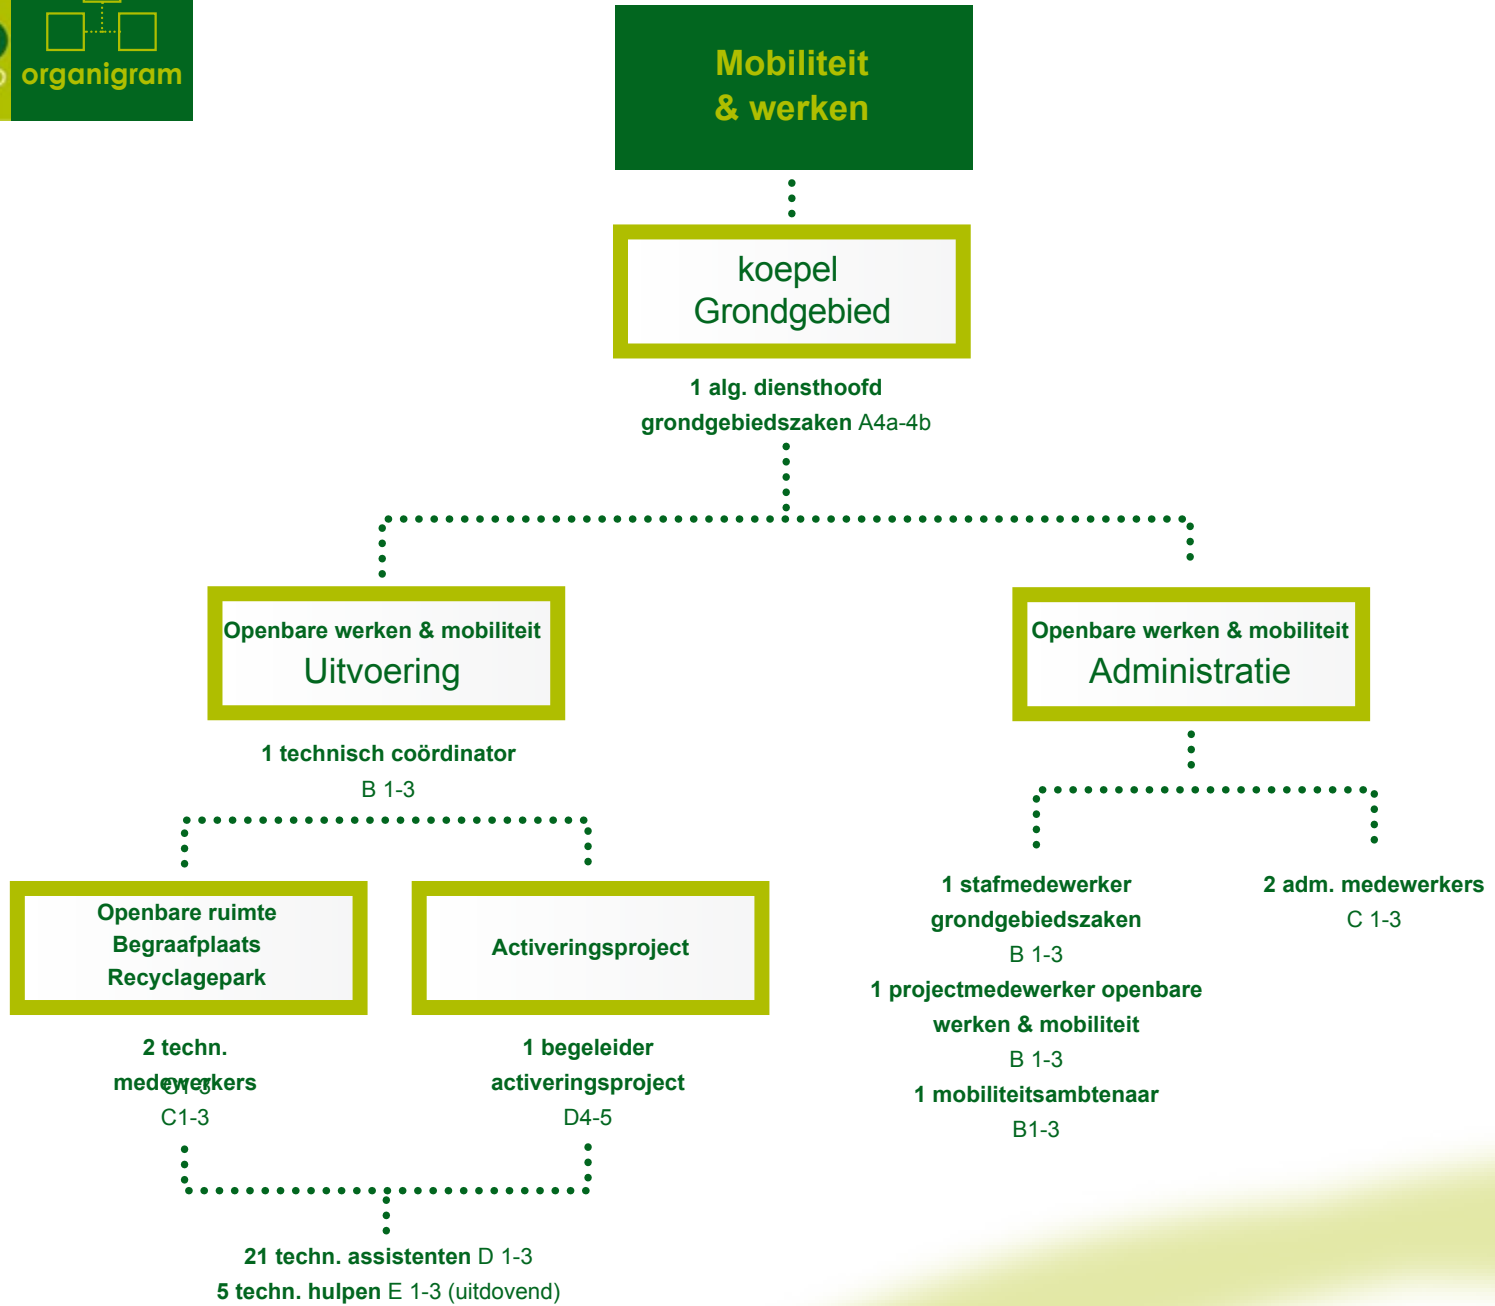 organigram
Mobiliteit
& werken
koepel
Grondgebied
1 alg. diensthoofd
grondgebiedszaken A4a-4b
Openbare werken & mobiliteit
Uitvoering
1 technisch coördinator
B 1-3
Openbare werken & mobiliteit
Administratie
Openbare ruimte
Begraafplaats
Recyclagepark
2 techn.
medewerkers
C1-3
C1-3
Activeringsproject
1 begeleider
activeringsproject
D4-5
21 techn. assistenten D 1-3
5 techn. hulpen E 1-3 (uitdovend)
1 stafmedewerker
grondgebiedszaken
B 1-3
1 projectmedewerker openbare
werken & mobiliteit
B 1-3
1 mobiliteitsambtenaar
B1-3
2 adm. medewerkers
C 1-3